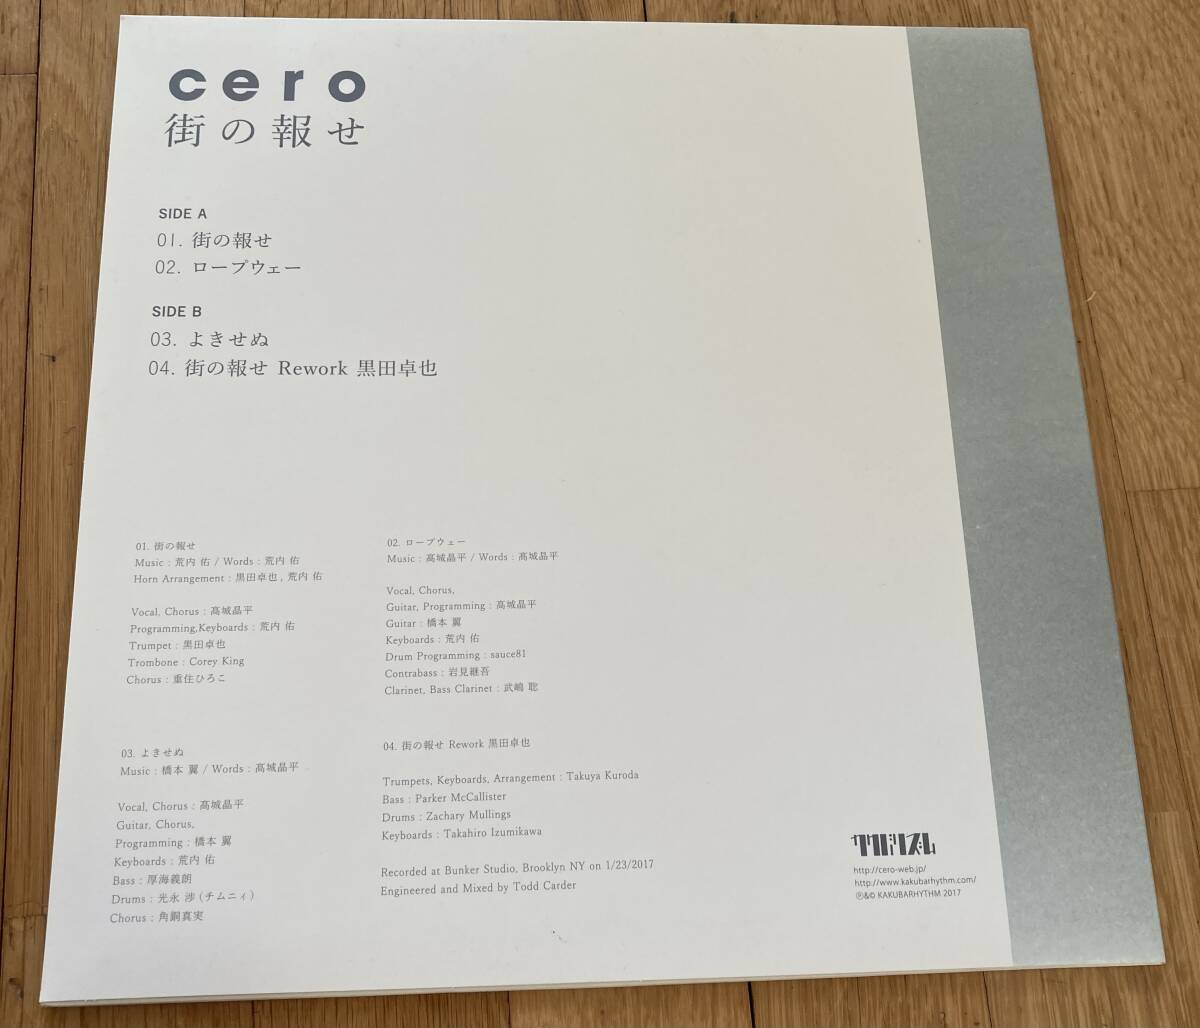 cero
街の報せ
SIDE A
01. 街の報せ
02. ロープウェー
SIDE B
03. よきせぬ
04. 街の報せ Rework 黒田卓也
01. 街の報せ
Music : 荒内 佑 / Words : 荒内 佑
Horn Arrangement : 黒田卓也 , 荒内 佑
Vocal, Chorus : 髙城晶平
Programming,Keyboards : 荒内 佑
Trumpet : 黒田卓也
Trombone : Corey King
Chorus : 重住ひろこ
02. ロープウェー
Music : 髙城晶平 / Words : 髙城晶平
Vocal, Chorus,
Guitar, Programming : 髙城晶平
Guitar : 橋本 翼
Keyboards : 荒内 佑
Drum Programming : sauce81
Contrabass : 岩見継吾
Clarinet, Bass Clarinet : 武嶋 聡
03. よきせぬ
Music : 橋本 翼 / Words : 髙城晶平
Vocal, Chorus : 髙城晶平
Guitar, Chorus,
Programming : 橋本 翼
Keyboards : 荒内 佑
Bass : 厚海義朗
Drums : 光永 渉 (チムニィ)
Chorus : 角銅真実
04. 街の報せ Rework 黒田卓也
Trumpets, Keyboards, Arrangement : Takuya Kuroda
Bass : Parker McCallister
Drums : Zachary Mullings
Keyboards : Takahiro Izumikawa
Recorded at Bunker Studio, Brooklyn NY on 1/23/2017
Engineered and Mixed by Todd Carder
カクバリズム
http://cero-web.jp/
http://www.kakubarhythm.com/
Ⓟ&© KAKUBARHYTHM 2017